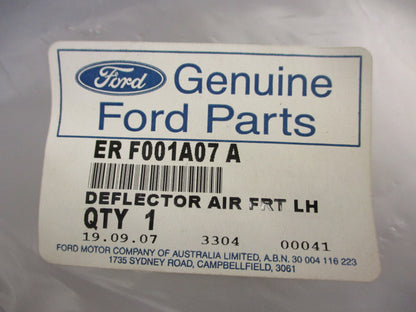 Ford Genuine
Ford Parts
ER F001A07 A
DEFLECTOR AIR FRT LH
QTY 1
19.09.07 3304 00041
FORD MOTOR COMPANY OF AUSTRALIA LIMITED, A.B.N. 30 004 116 223
1735 SYDNEY ROAD, CAMPBELLFIELD, 3061